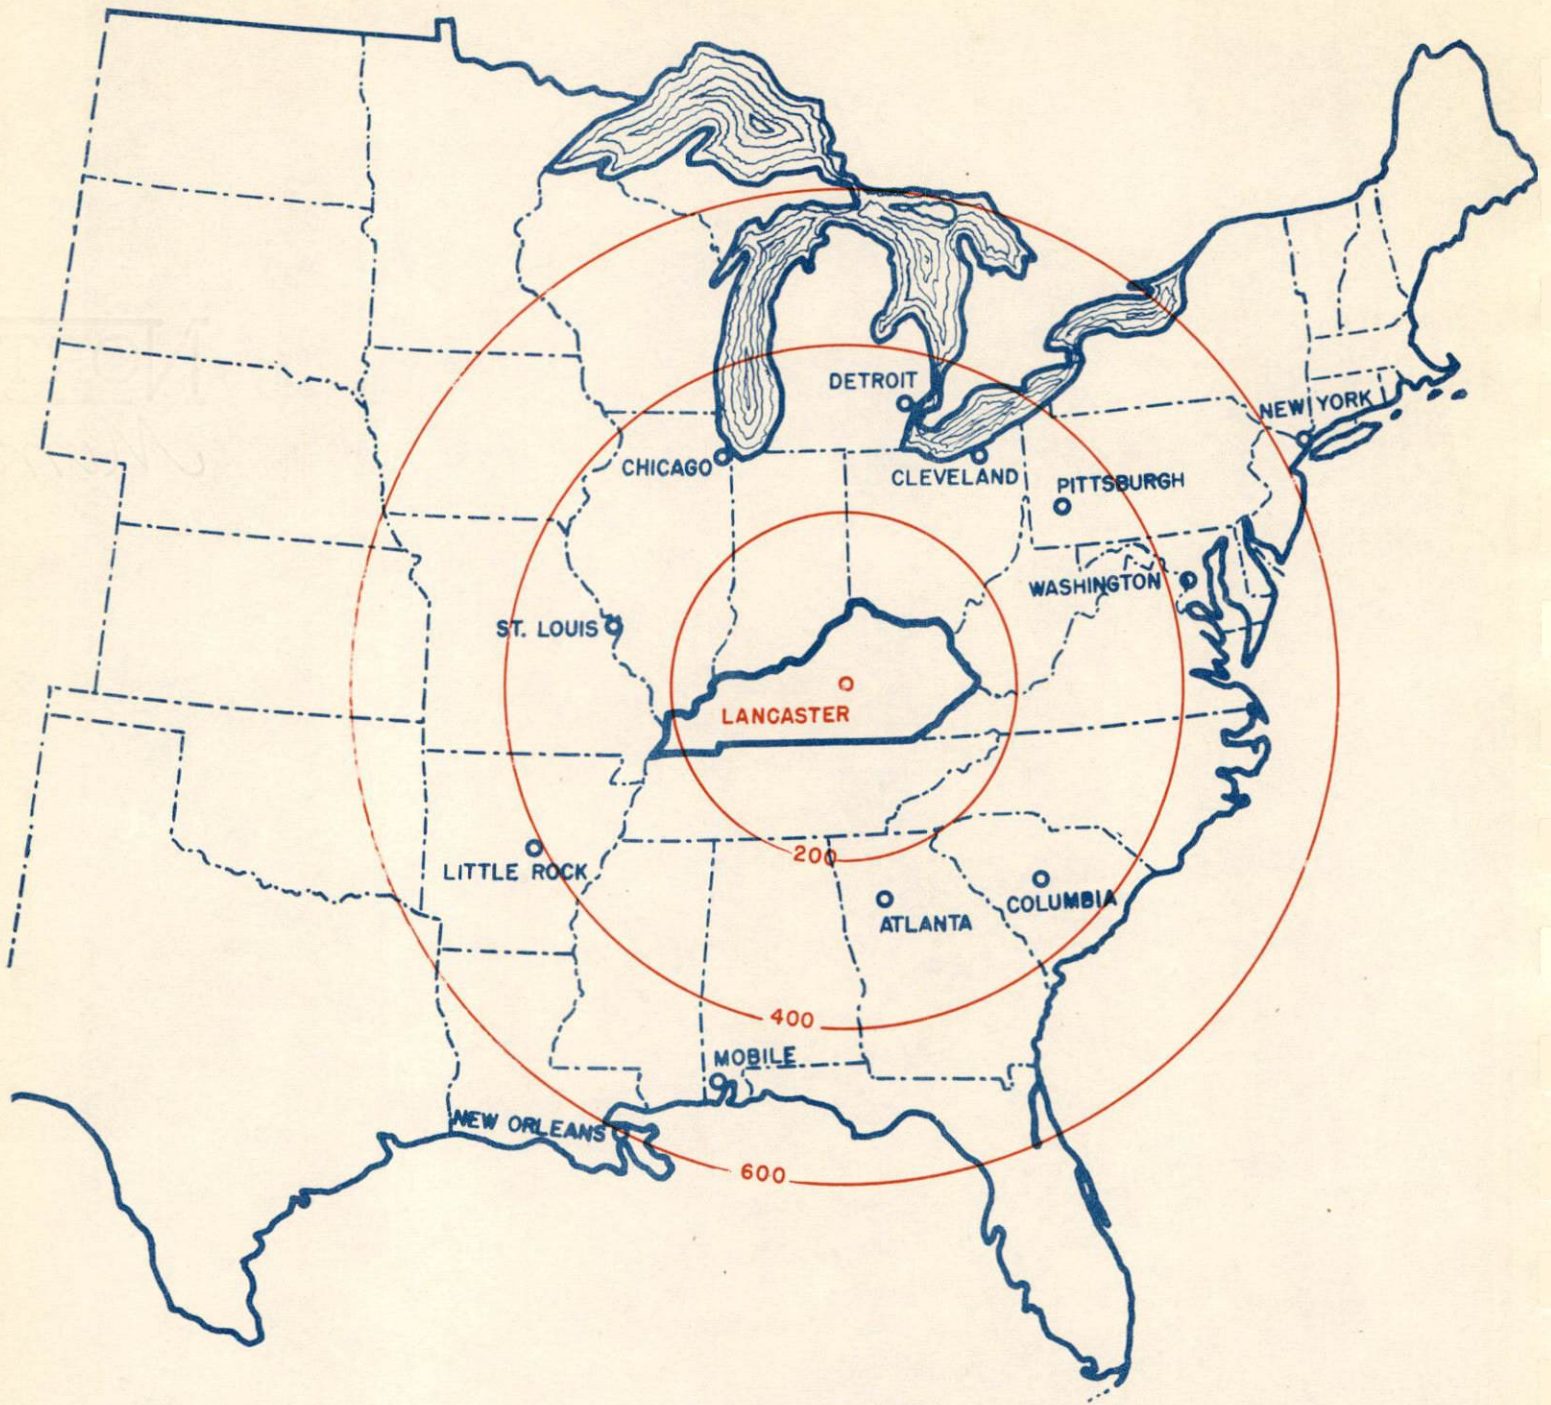 DETROIT
NEW YORK
CHICAGO
CLEVELAND
PITTSBURGH
WASHINGTON
ST. LOUIS
LANCASTER
200
LITTLE ROCK
COLUMBIA
ATLANTA
400
MOBILE
NEW ORLEANS
600